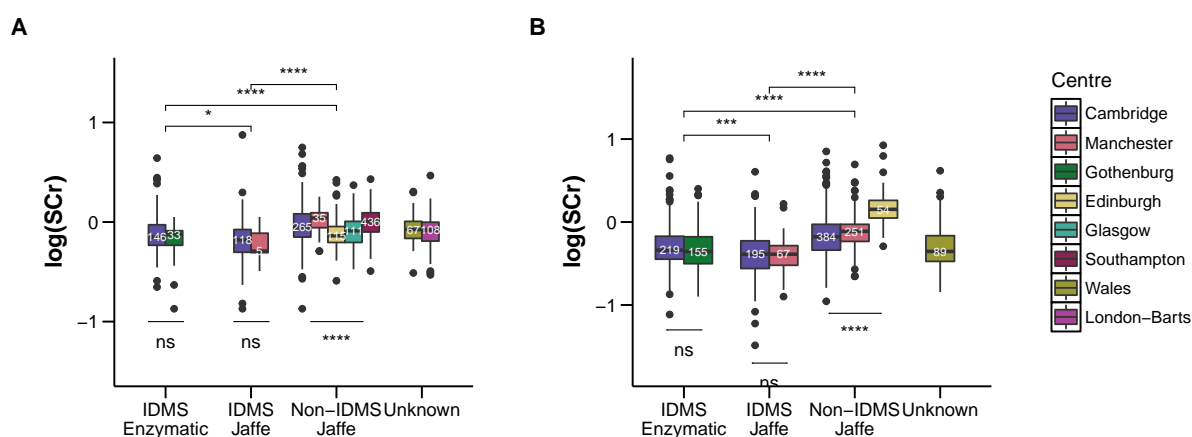 A
B
****
****
*
****
****
***
Centre
Cambridge
Manchester
Gothenburg
Edinburgh
Glasgow
Southampton
Wales
London−Barts
log(SCr)
1
0
−1
146
33
118
5
265
35
115
111
436
67
108
ns
ns
****
IDMS
Enzymatic
IDMS
Jaffe
Non−IDMS
Jaffe
Unknown
log(SCr)
1
0
−1
219
155
195
67
384
251
54
89
ns
ns
****
IDMS
Enzymatic
IDMS
Jaffe
Non−IDMS
Jaffe
Unknown